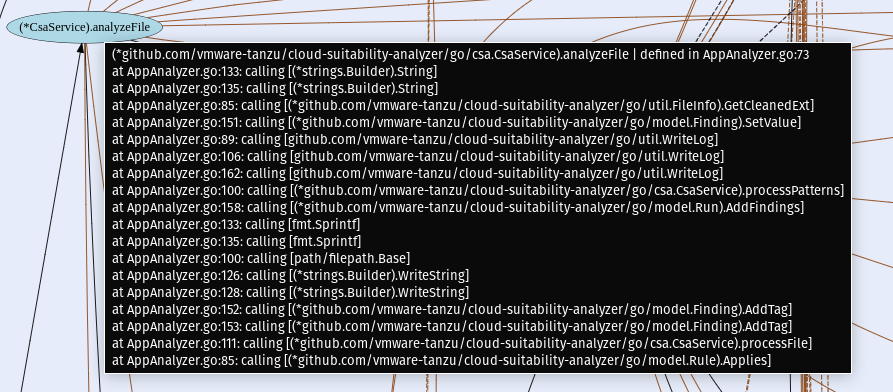 (*CsaService).analyzeFile
(*github.com/vmware-tanzu/cloud-suitability-analyzer/go/csa.CsaService).analyzeFile | defined in AppAnalyzer.go:73
at AppAnalyzer.go:133: calling [(*strings.Builder).String]
at AppAnalyzer.go:135: calling [(*strings.Builder).String]
at AppAnalyzer.go:85: calling [(*github.com/vmware-tanzu/cloud-suitability-analyzer/go/util.FileInfo).GetCleanedExt]
at AppAnalyzer.go:151: calling [(*github.com/vmware-tanzu/cloud-suitability-analyzer/go/model.Finding).SetValue]
at AppAnalyzer.go:89: calling [github.com/vmware-tanzu/cloud-suitability-analyzer/go/util.WriteLog]
at AppAnalyzer.go:106: calling [github.com/vmware-tanzu/cloud-suitability-analyzer/go/util.WriteLog]
at AppAnalyzer.go:162: calling [github.com/vmware-tanzu/cloud-suitability-analyzer/go/util.WriteLog]
at AppAnalyzer.go:100: calling [(*github.com/vmware-tanzu/cloud-suitability-analyzer/go/csa.CsaService).processPatterns]
at AppAnalyzer.go:158: calling [(*github.com/vmware-tanzu/cloud-suitability-analyzer/go/model.Run).AddFindings]
at AppAnalyzer.go:133: calling [fmt.Sprintf]
at AppAnalyzer.go:135: calling [fmt.Sprintf]
at AppAnalyzer.go:100: calling [path/filepath.Base]
at AppAnalyzer.go:126: calling [(*strings.Builder).WriteString]
at AppAnalyzer.go:128: calling [(*strings.Builder).WriteString]
at AppAnalyzer.go:152: calling [(*github.com/vmware-tanzu/cloud-suitability-analyzer/go/model.Finding).AddTag]
at AppAnalyzer.go:153: calling [(*github.com/vmware-tanzu/cloud-suitability-analyzer/go/model.Finding).AddTag]
at AppAnalyzer.go:111: calling [(*github.com/vmware-tanzu/cloud-suitability-analyzer/go/csa.CsaService).processFile]
at AppAnalyzer.go:85: calling [(*github.com/vmware-tanzu/cloud-suitability-analyzer/go/model.Rule).Applies]